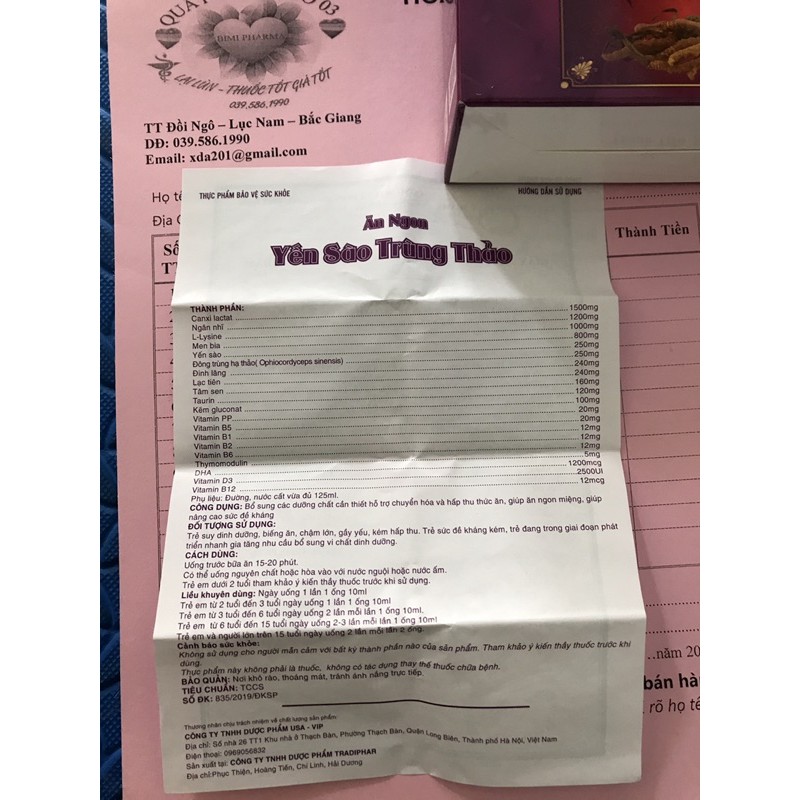 BIMI PHARMA
LẠI LÙN - THUỐC TỐT GIÁ TỐT
039.586.1990
TT Đồi Ngô – Lục Nam – Bắc Giang
DĐ: 039.586.1990
Email: xda201@gmail.com
Họ tê
Địa C
Số
TT
Thành Tiền
THỰC PHẨM BẢO VỆ SỨC KHỎE
HƯỚNG DẪN SỬ DỤNG
Ăn Ngon
Yến Sào Trùng Thảo
THÀNH PHẦN:
Canxi lactat 1500mg
Ngân nhĩ 1200mg
L-Lysine 1000mg
Men bia 800mg
Yến sào 250mg
Đông trùng hạ thảo( Ophiocordyceps sinensis) 250mg
Đinh lăng 240mg
Lạc tiên 240mg
Tâm sen 160mg
Taurin 120mg
Kẽm gluconat 100mg
Vitamin PP 20mg
Vitamin B5 20mg
Vitamin B1 12mg
Vitamin B2 12mg
Vitamin B6 12mg
Thymomodulin 5mg
DHA 1200mcg
Vitamin D3 2500UI
Vitamin B12 12mcg
Phụ liệu: Đường, nước cất vừa đủ 125ml.
CÔNG DỤNG: Bổ sung các dưỡng chất cần thiết hỗ trợ chuyển hóa và hấp thu thức ăn, giúp ăn ngon miệng, giúp
nâng cao sức đề kháng
ĐỐI TƯỢNG SỬ DỤNG:
Trẻ suy dinh dưỡng, biếng ăn, chậm lớn, gầy yếu, kém hấp thu. Trẻ sức đề kháng kém, trẻ đang trong giai đoạn phát
triển nhanh gia tăng nhu cầu bổ sung vi chất dinh dưỡng.
CÁCH DÙNG:
Uống trước bữa ăn 15-20 phút.
Có thể uống nguyên chất hoặc hòa vào với nước nguội hoặc nước ấm.
Trẻ em dưới 2 tuổi tham khảo ý kiến thầy thuốc trước khi sử dụng.
Liều khuyên dùng: Ngày uống 1 lần 1 ống 10ml
Trẻ em từ 2 tuổi đến 3 tuổi ngày uống 1 lần 1 ống 10ml
Trẻ em từ 3 tuổi đến 6 tuổi ngày uống 2 lần mỗi lần 1 ống 10ml.
Trẻ em từ 6 tuổi đến 15 tuổi ngày uống 2-3 lần mỗi lần 1 ống 10ml
Trẻ em và người lớn trên 15 tuổi ngày uống 2 lần mỗi lần 2 ống.
Cảnh báo sức khỏe:
Không sử dụng cho người mẫn cảm với bất kỳ thành phần nào của sản phẩm. Tham khảo ý kiến thầy thuốc trước khi
dùng.
Thực phẩm này không phải là thuốc, không có tác dụng thay thế thuốc chữa bệnh.
BẢO QUẢN: Nơi khô ráo, thoáng mát, tránh ánh nắng trực tiếp.
TIÊU CHUẨN: TCCS
SỐ ĐK: 835/2019/ĐKSP
Thương nhân chịu trách nhiệm về chất lượng sản phẩm:
CÔNG TY TNHH DƯỢC PHẨM USA - VIP
Địa chỉ: Số nhà 26 TT1 Khu nhà ở Thạch Bàn, Phường Thạch Bàn, Quận Long Biên, Thành phố Hà Nội, Việt Nam
Điện thoại: 0969056832
Sản xuất tại: CÔNG TY TNHH DƯỢC PHẨM TRADIPHAR
Địa chỉ:Phục Thiện, Hoàng Tiến, Chí Linh, Hải Dương
..năm 20
bán hàn
rõ họ tê